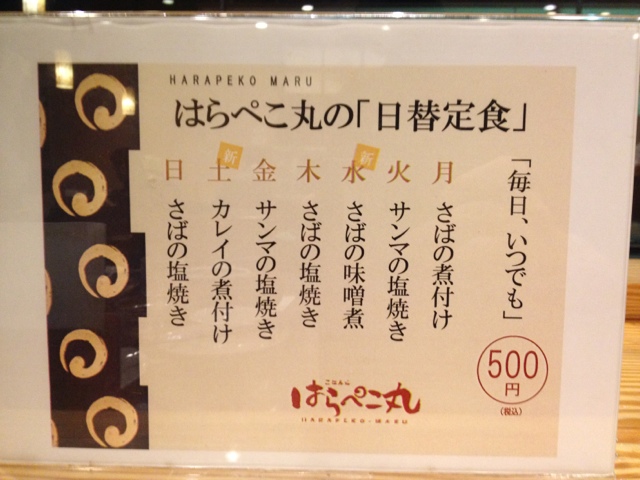 HARAPEKO MARU
はらぺこ丸の「日替定食」
「毎日、いつでも」
500
円
(税込)
月 さばの煮付け
火 サンマの塩焼き
新
水 さばの味噌煮
木 さばの塩焼き
金 サンマの塩焼き
新
土 カレイの煮付け
日 さばの塩焼き
はらぺこ丸
HARAPEKO-MARU